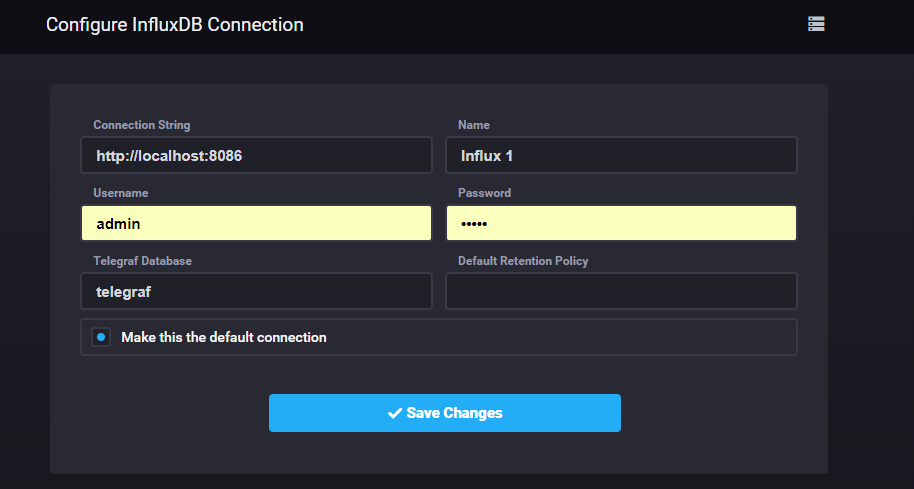 Configure InfluxDB Connection
Connection String
Name
http://localhost:8086
Influx 1
Username
Password
admin
•••••
Telegraf Database
Default Retention Policy
telegraf
Make this the default connection
Save Changes